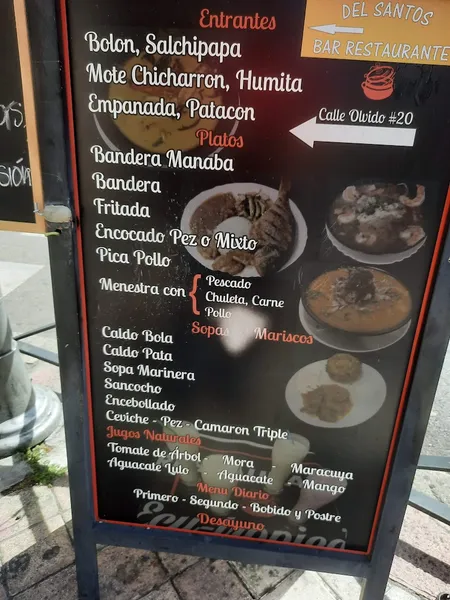 DEL SANTOS
BAR RESTAURANTE
Calle Olvido #20
Entrantes
Bolon, Salchipapa
Mote Chicharron, Humita
Empanada, Patacon
Platos
Bandera Manaba
Bandera
Fritada
Encocado Pez o Mixto
Pica Pollo
Menestra con { Pescado
Chuleta, Carne
Pollo
Sopas y Mariscos
Caldo Bola
Caldo Pata
Sopa Marinera
Sancocho
Encebollado
Ceviche - Pez - Camaron Triple
Jugos Naturales
Tomate de Árbol - Mora - Maracuya
Aguacate Lulo - Aguacate - Mango
Menu Diario
Primero - Segundo - Bobido y Postre
Desayuno